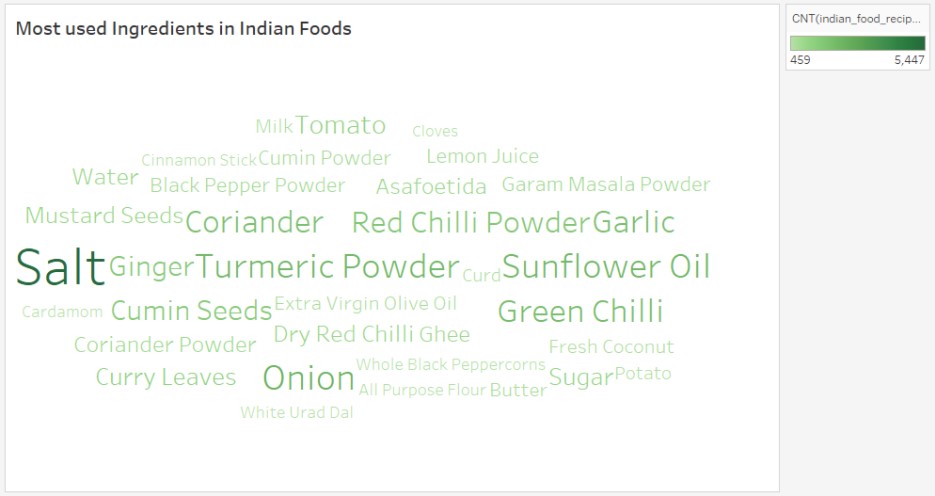 Most used Ingredients in Indian Foods
CNT(indian_food_recip...
459 5,447
Milk Tomato Cloves
Cinnamon Stick Cumin Powder Lemon Juice
Water Black Pepper Powder Asafoetida Garam Masala Powder
Mustard Seeds Coriander Red Chilli Powder Garlic
Salt Ginger Turmeric Powder Curd Sunflower Oil
Cardamom Cumin Seeds Extra Virgin Olive Oil Green Chilli
Coriander Powder Dry Red Chilli Ghee Fresh Coconut
Curry Leaves Onion Whole Black Peppercorns Sugar Potato
All Purpose Flour Butter
White Urad Dal